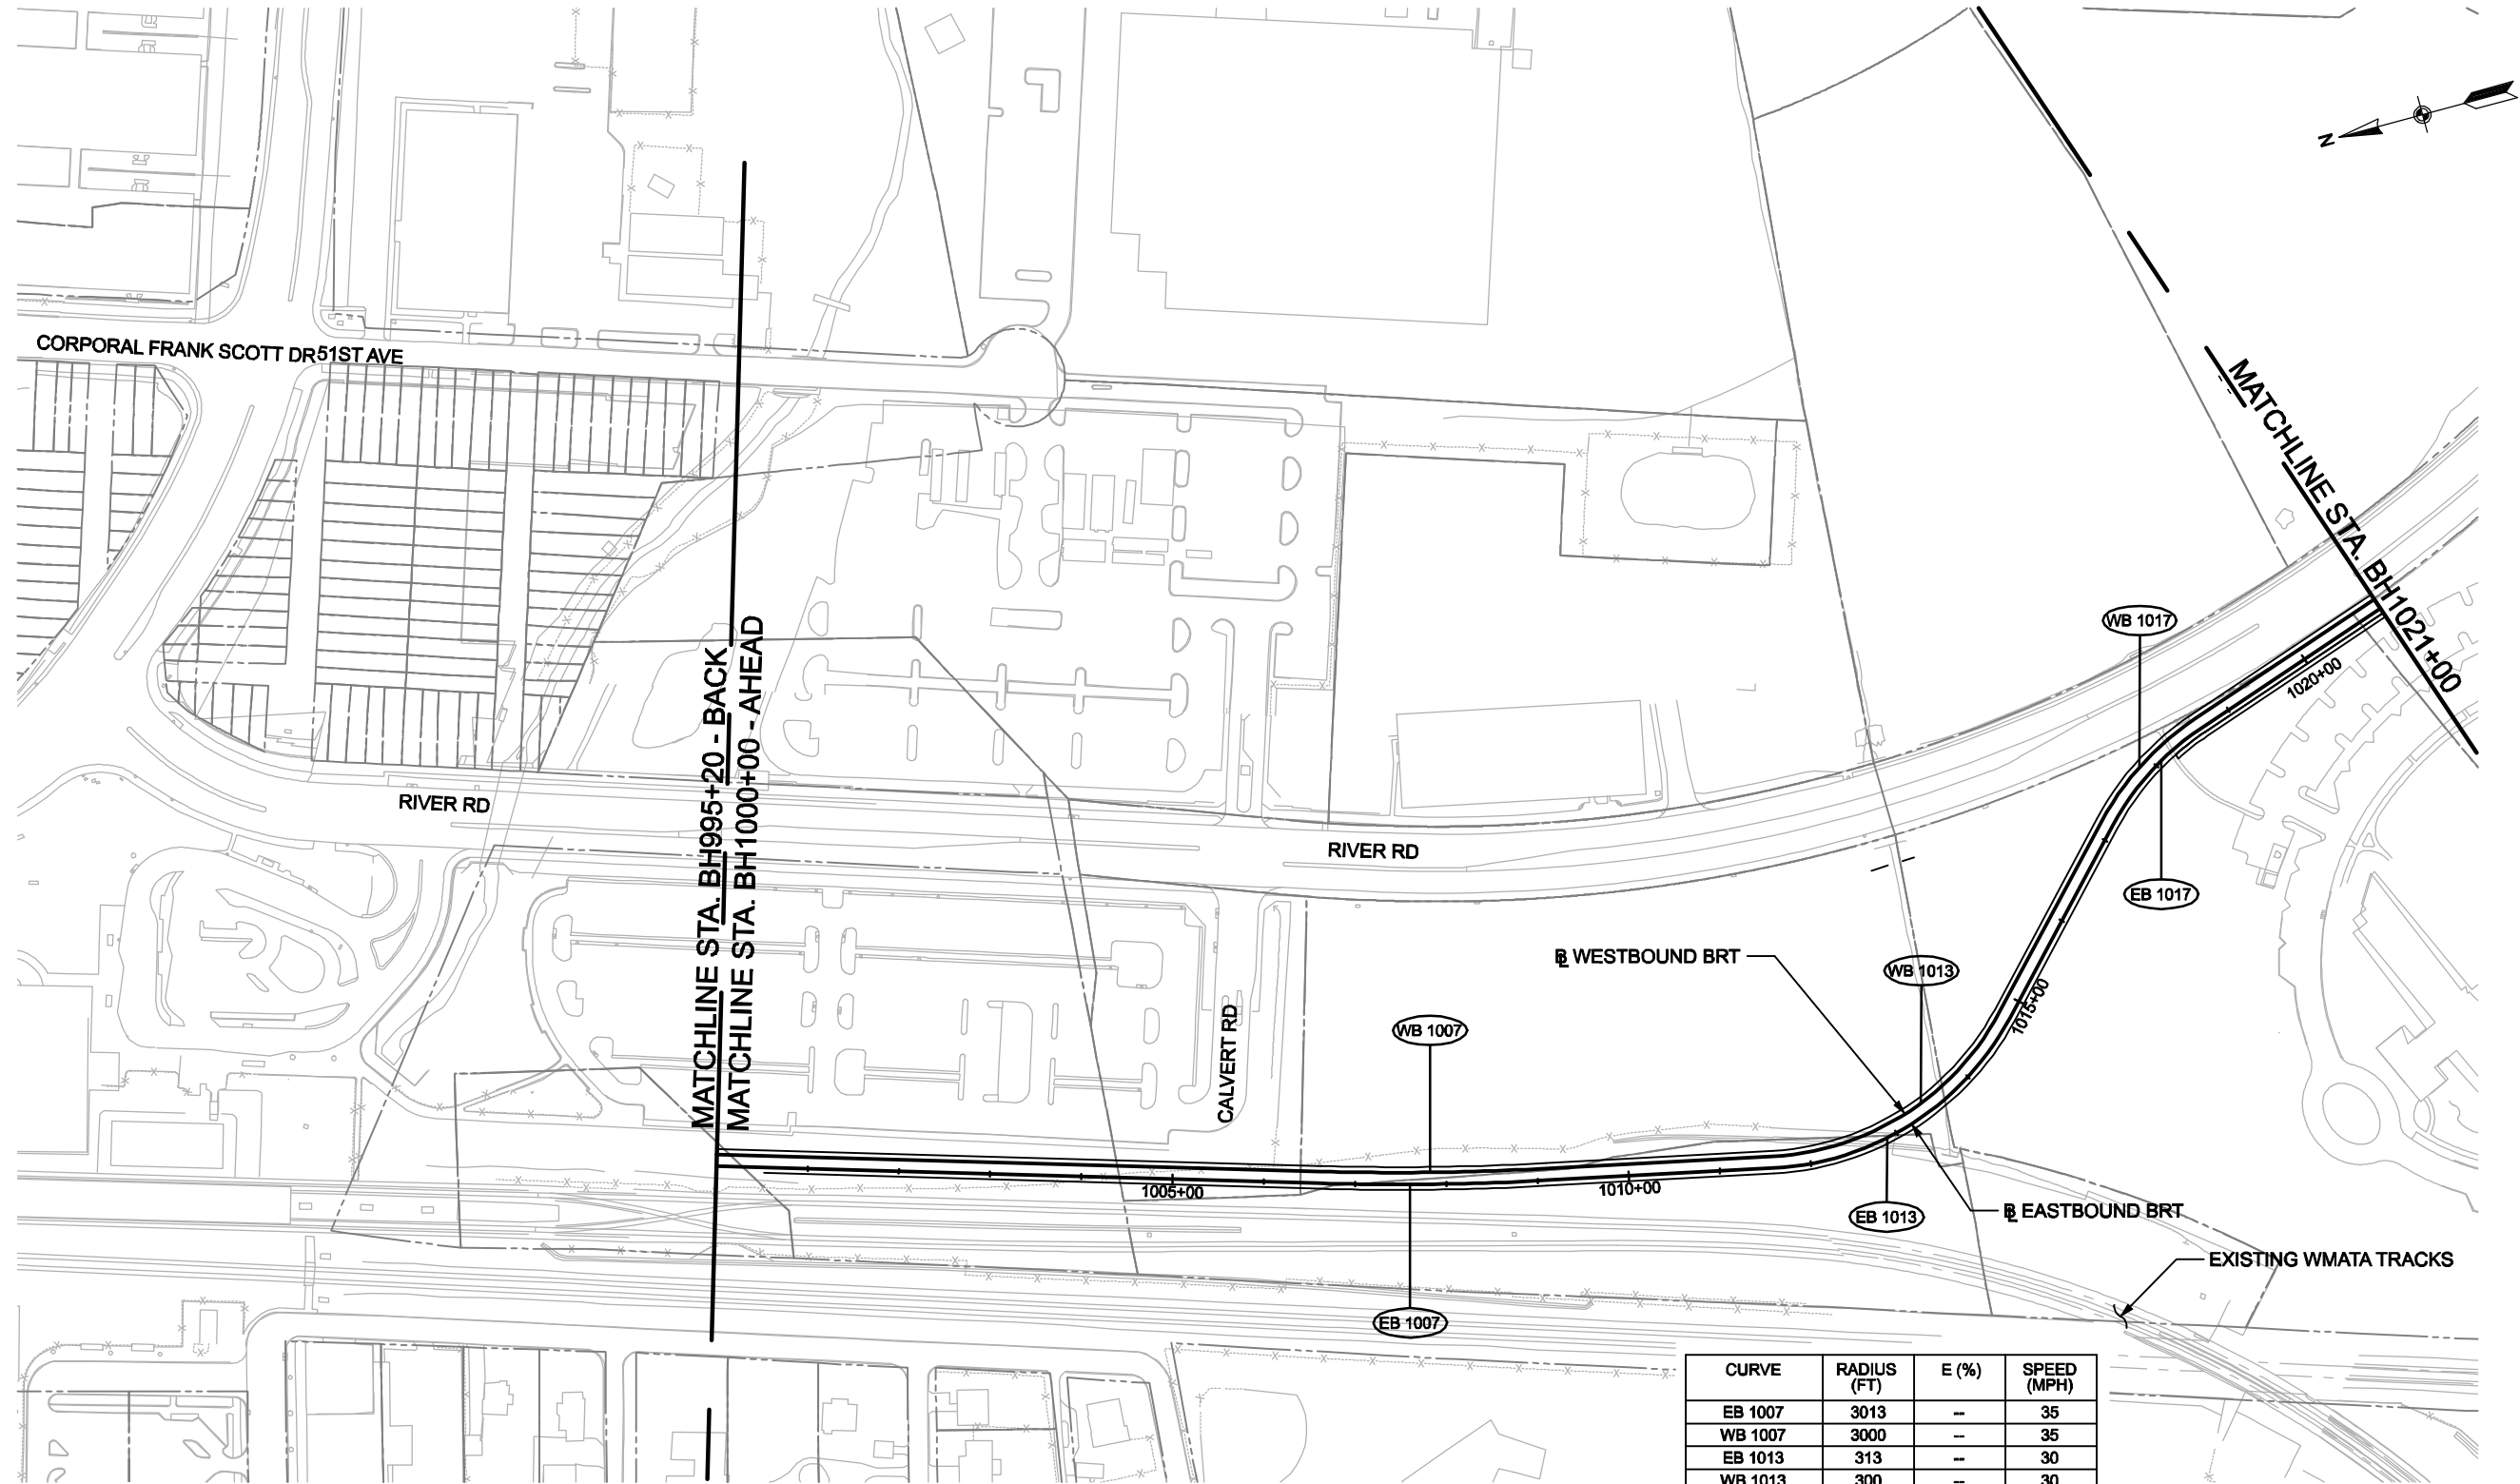 N
CORPORAL FRANK SCOTT DR
51ST AVE
MATCHLINE STA. BH1021+00
WB 1017
1020+00
MATCHLINE STA. BH995+20 - BACK
MATCHLINE STA. BH1000+00 - AHEAD
RIVER RD
RIVER RD
EB 1017
WESTBOUND BRT
WB 1013
1015+00
WB 1007
CALVERT RD
1005+00
1010+00
EB 1013
EASTBOUND BRT
EXISTING WMATA TRACKS
EB 1007
CURVE RADIUS (FT) E (%) SPEED (MPH)
EB 1007 3013 -- 35
WB 1007 3000 -- 35
EB 1013 313 -- 30
WB 1013 300 -- 30